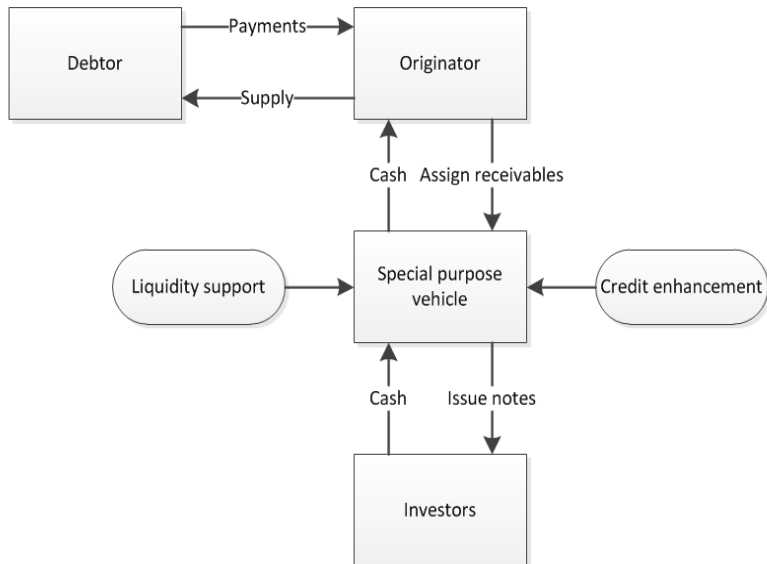 Payments
Debtor
Originator
Supply
Cash
Assign receivables
Liquidity support
Special purpose
vehicle
Credit enhancement
Cash
Issue notes
Investors